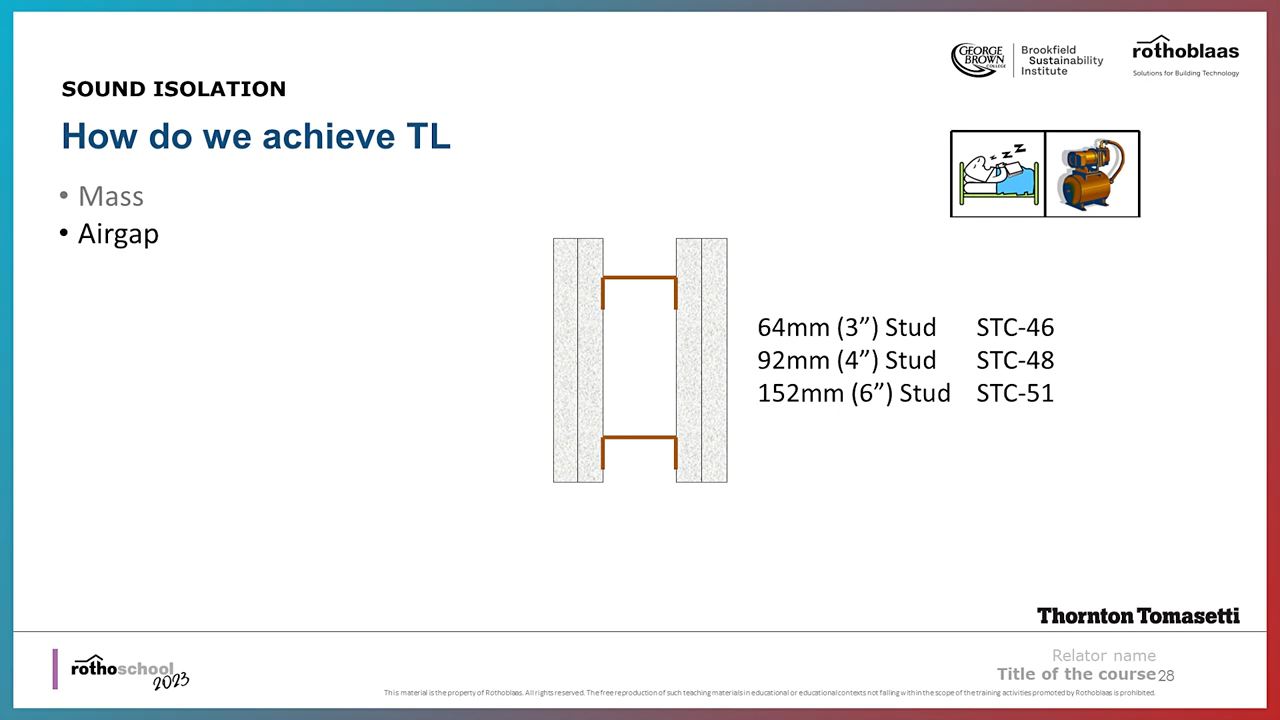 GEORGE BROWN COLLEGE
Brookfield Sustainability Institute
rothoblaas
Solutions for Building Technology
SOUND ISOLATION
How do we achieve TL
• Mass
• Airgap
z z Z Z
64mm (3”) Stud STC-46
92mm (4”) Stud STC-48
152mm (6”) Stud STC-51
Thornton Tomasetti
rothoschool 2023
Relator name
Title of the course 28
This material is the property of Rothoblaas. All rights reserved. The free reproduction of such teaching materials in educational or educational contexts not falling within the scope of the training activities promoted by Rothoblaas is prohibited.